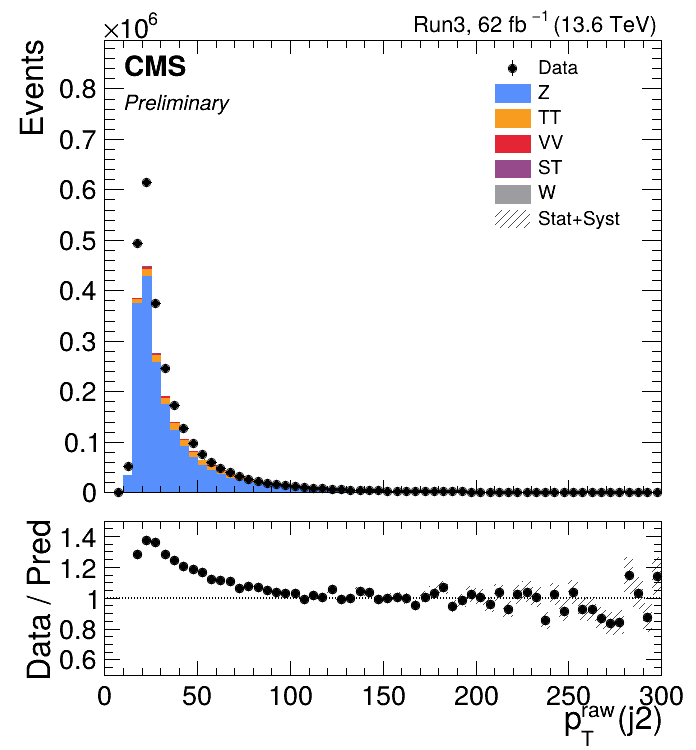 ×10⁶
Run3, 62 fb⁻¹ (13.6 TeV)
CMS
Preliminary
Events
Data
Z
TT
VV
ST
W
Stat+Syst
0.8
0.7
0.6
0.5
0.4
0.3
0.2
0.1
0
Data / Pred
1.4
1.2
1
0.8
0.6
0 50 100 150 200 250 300
p_T^raw(j2)